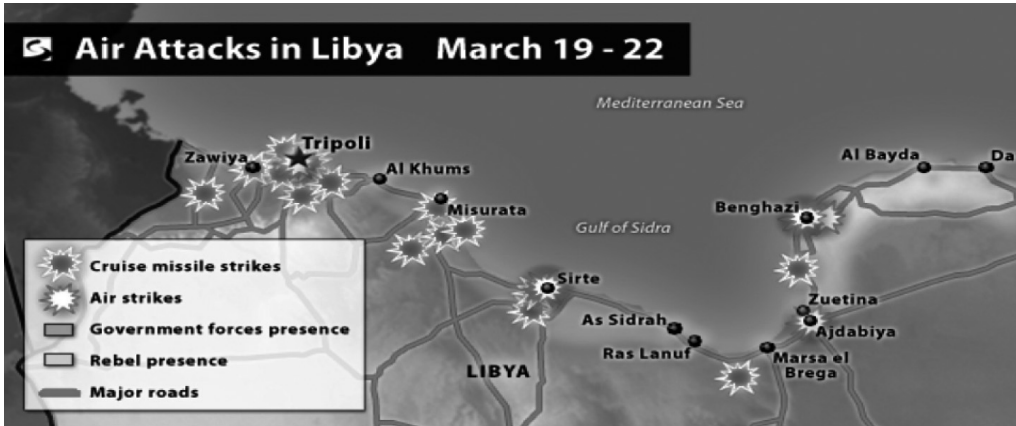 Air Attacks in Libya March 19 - 22
Mediterranean Sea
Tripoli
Zawiya
Al Khums
Al Bayda
Da
Misurata
Benghazi
Gulf of Sidra
Cruise missile strikes
Air strikes
Government forces presence
Rebel presence
Major roads
Sirte
Zuetina
As Sidrah
Ajdabiya
Ras Lanuf
Marsa el
Brega
LIBYA